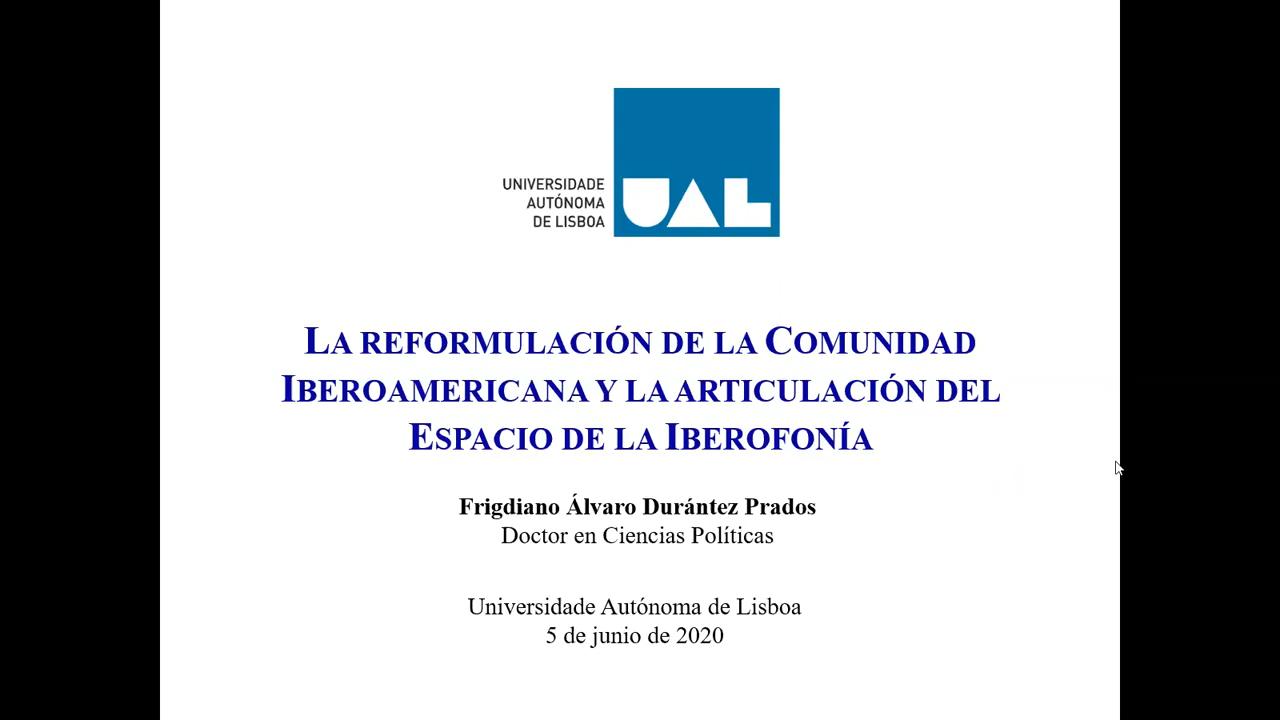 UNIVERSIDADE
AUTÓNOMA
DE LISBOA
UAL
LA REFORMULACIÓN DE LA COMUNIDAD
IBEROAMERICANA Y LA ARTICULACIÓN DEL
ESPACIO DE LA IBEROFONÍA
Frigdiano Álvaro Durántez Prados
Doctor en Ciencias Políticas
Universidade Autónoma de Lisboa
5 de junio de 2020